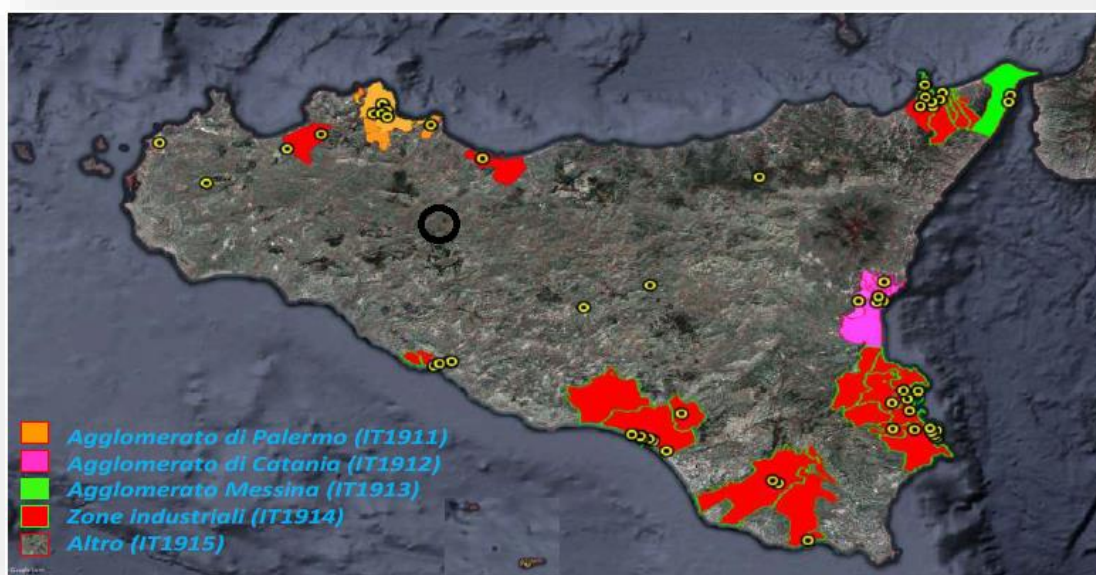 Agglomerato di Palermo (IT1911)
Agglomerato di Catania (IT1912)
Agglomerato Messina (IT1913)
Zone industriali (IT1914)
Altro (IT1915)